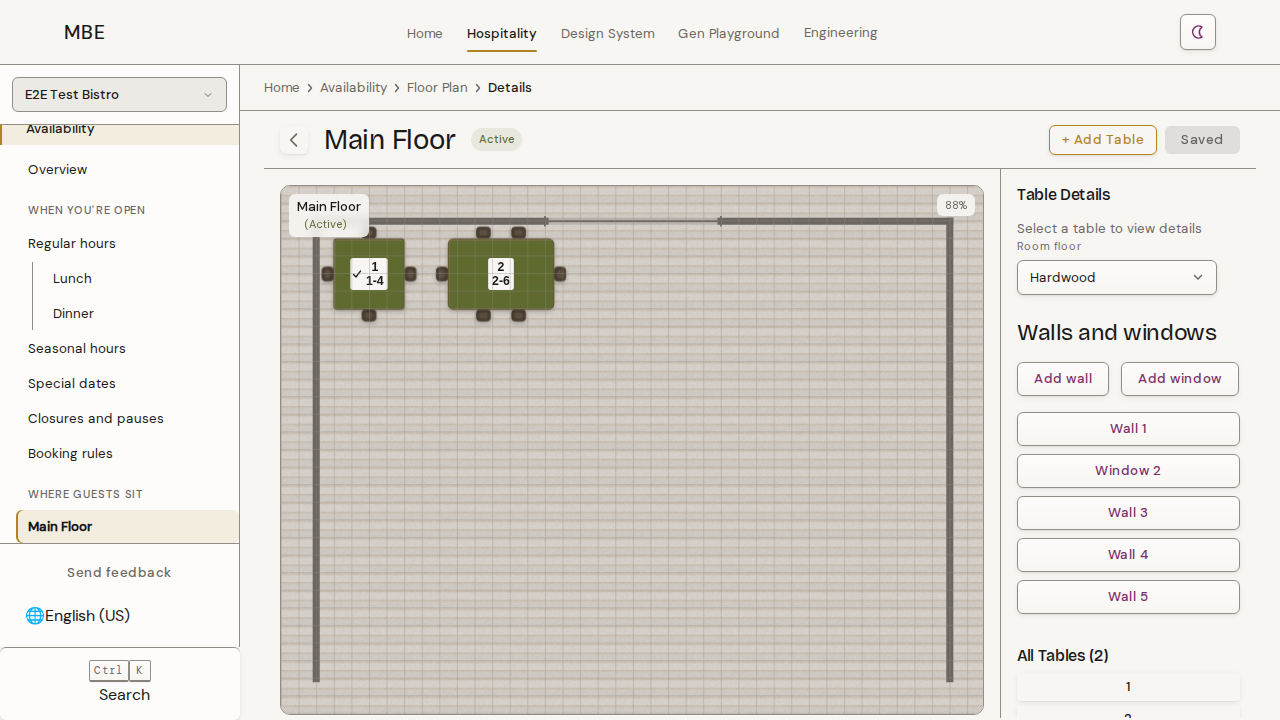 MBE
Home
Hospitality
Design System
Gen Playground
Engineering
E2E Test Bistro
Availability
Overview
WHEN YOU'RE OPEN
Regular hours
Lunch
Dinner
Seasonal hours
Special dates
Closures and pauses
Booking rules
WHERE GUESTS SIT
Main Floor
Send feedback
🌐English (US)
Ctrl K
Search
Home > Availability > Floor Plan > Details
Main Floor
Active
+ Add Table
Saved
Main Floor
(Active)
88%
✓ 1
1-4
2
2-6
Table Details
Select a table to view details
Room floor
Hardwood
Walls and windows
Add wall
Add window
Wall 1
Window 2
Wall 3
Wall 4
Wall 5
All Tables (2)
1
2